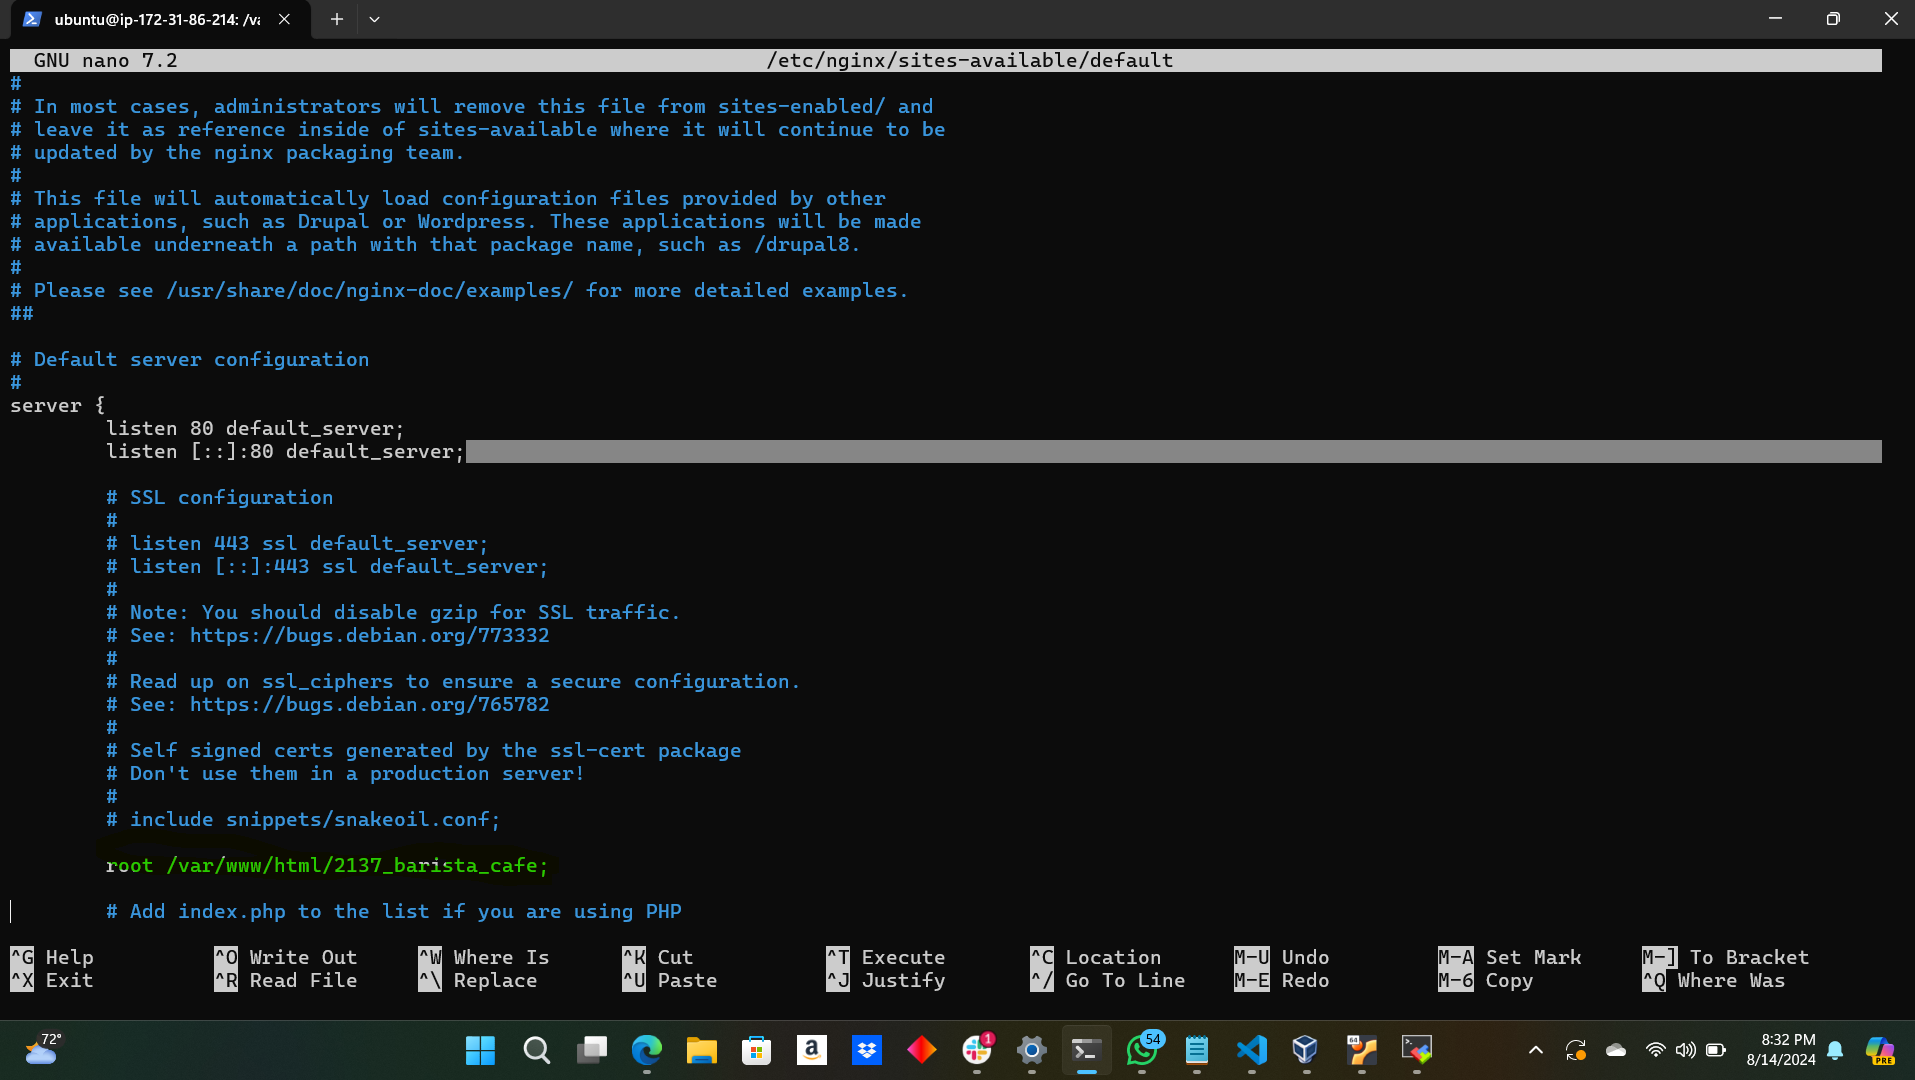 ubuntu@ip-172-31-86-214: /va
GNU nano 7.2 /etc/nginx/sites-available/default
#
# In most cases, administrators will remove this file from sites-enabled/ and
# leave it as reference inside of sites-available where it will continue to be
# updated by the nginx packaging team.
#
# This file will automatically load configuration files provided by other
# applications, such as Drupal or Wordpress. These applications will be made
# available underneath a path with that package name, such as /drupal8.
#
# Please see /usr/share/doc/nginx-doc/examples/ for more detailed examples.
##
# Default server configuration
#
server {
listen 80 default_server;
listen [::]:80 default_server;
# SSL configuration
#
# listen 443 ssl default_server;
# listen [::]:443 ssl default_server;
#
# Note: You should disable gzip for SSL traffic.
# See: https://bugs.debian.org/773332
#
# Read up on ssl_ciphers to ensure a secure configuration.
# See: https://bugs.debian.org/765782
#
# Self signed certs generated by the ssl-cert package
# Don't use them in a production server!
#
# include snippets/snakeoil.conf;
root /var/www/html/2137_barista_cafe;
# Add index.php to the list if you are using PHP
^G Help ^O Write Out ^W Where Is ^K Cut ^T Execute ^C Location M-U Undo M-A Set Mark M-] To Bracket
^X Exit ^R Read File ^\ Replace ^U Paste ^J Justify ^/ Go To Line M-E Redo M-6 Copy ^Q Where Was
72°
1
54
64
8:32 PM
8/14/2024
PRE